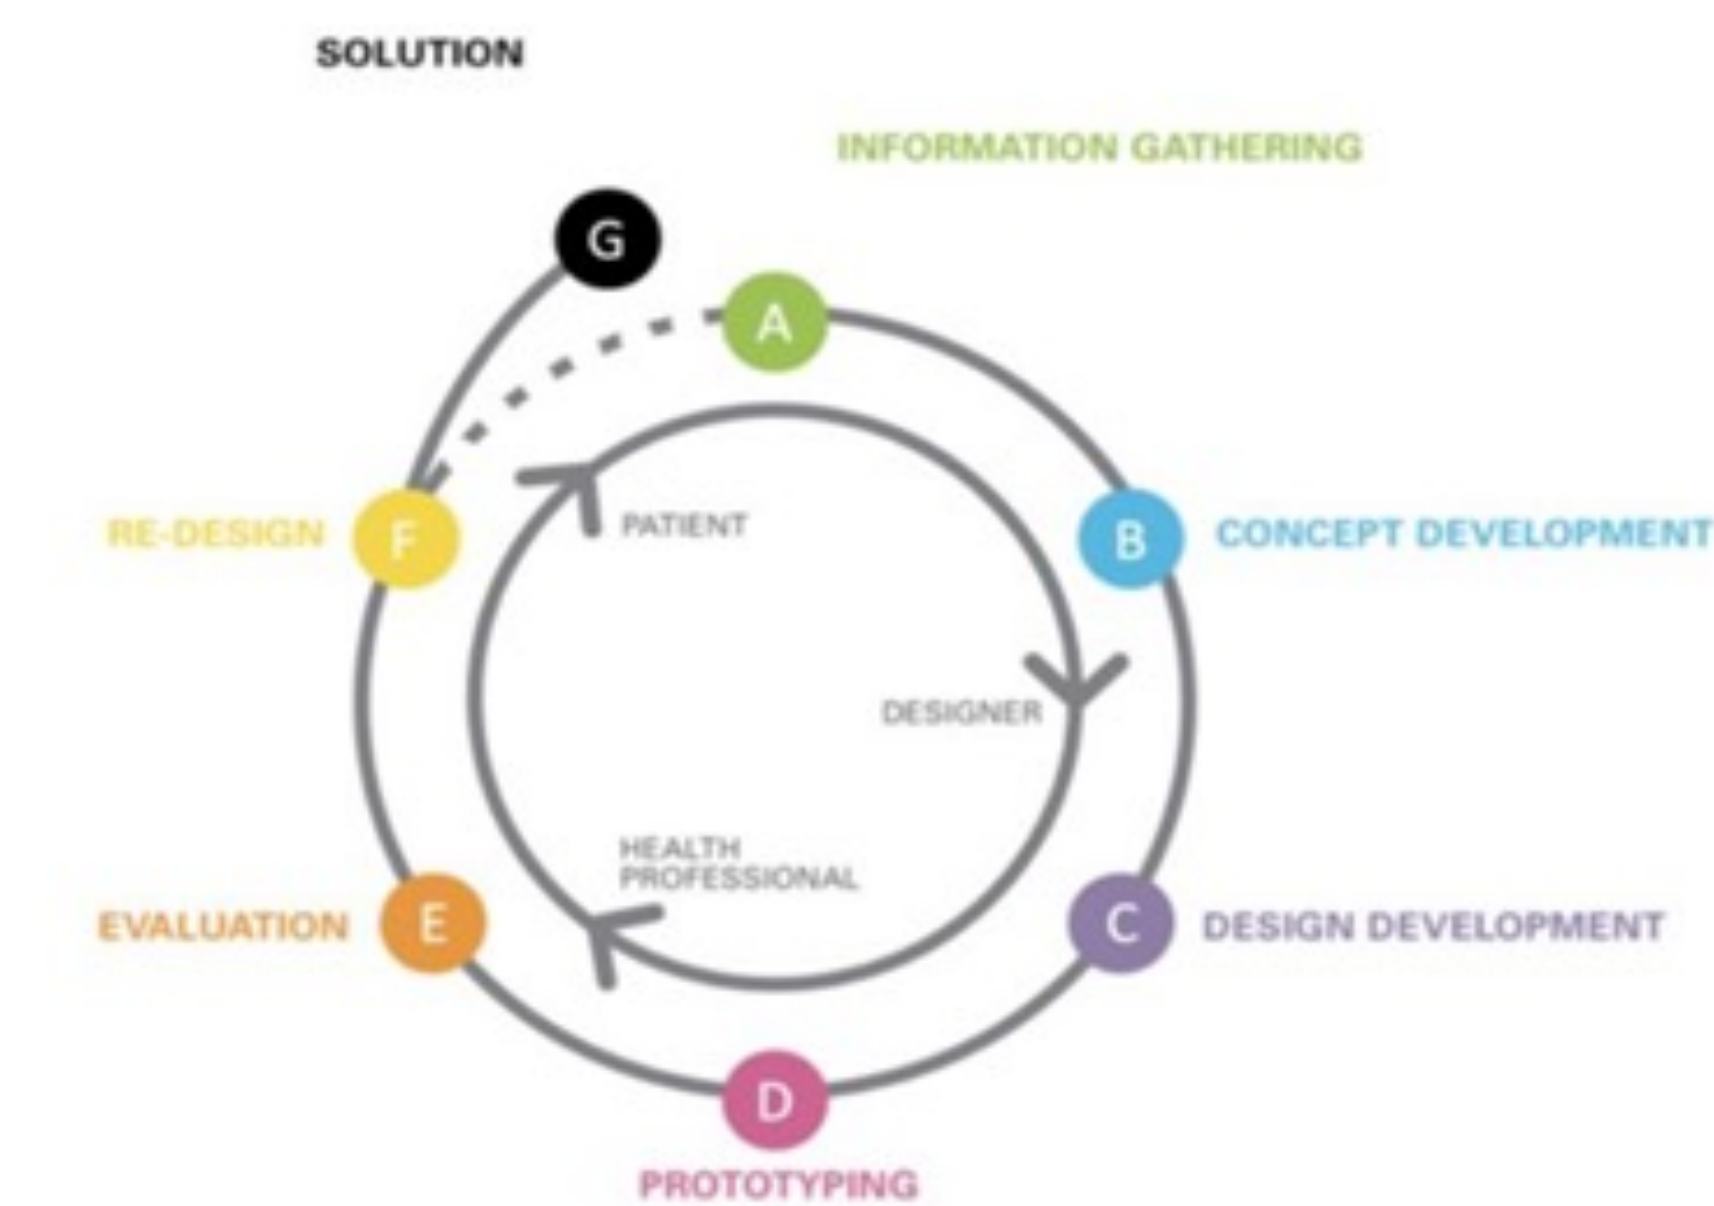 SOLUTION
INFORMATION GATHERING
G
A
RE-DESIGN
F
PATIENT
B
CONCEPT DEVELOPMENT
DESIGNER
HEALTH
PROFESSIONAL
EVALUATION
E
C
DESIGN DEVELOPMENT
D
PROTOTYPING